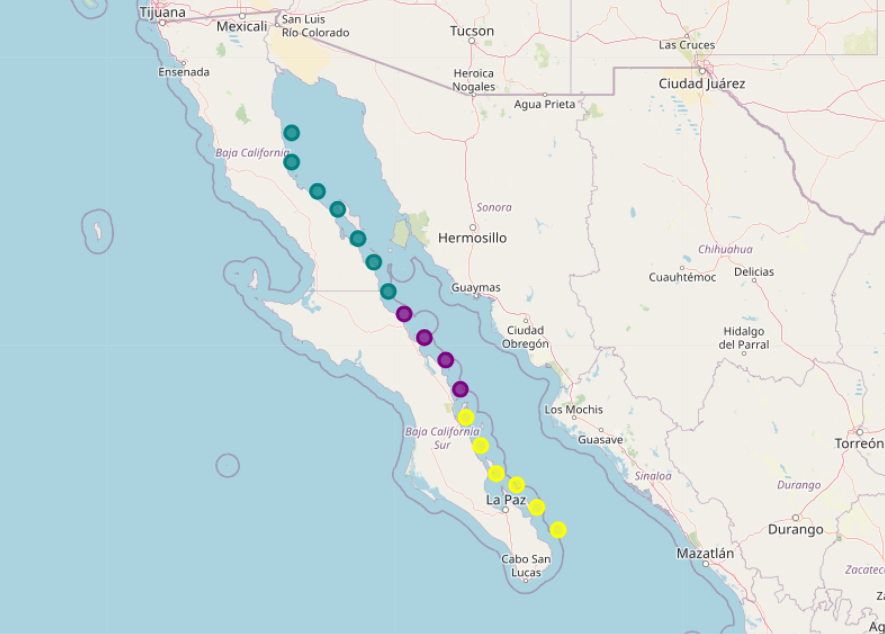 Tijuana
Mexicali
San Luis
Río Colorado
Tucson
Las Cruces
Ensenada
Heroica
Nogales
Ciudad Juárez
Agua Prieta
Baja California
Sonora
Hermosillo
Chihuahua
Cuauhtémoc
Delicias
Guaymas
Ciudad
Obregón
Hidalgo
del Parral
Los Mochis
Guasave
Baja California
Sur
Torreón
Sinaloa
Durango
La Paz
Durango
Mazatlán
Cabo San
Lucas
Zacatec
Za
Ag